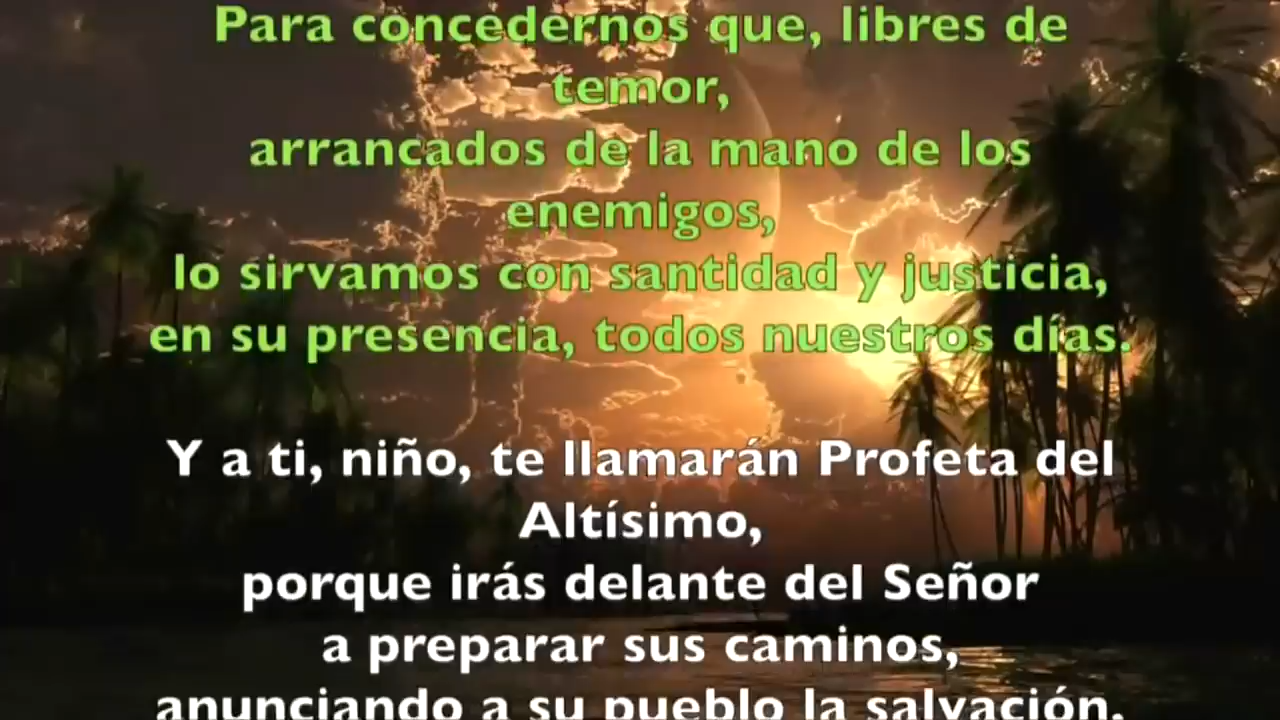 Para concedernos que, libres de
temor,
arrancados de la mano de los
enemigos,
lo sirvamos con santidad y justicia,
en su presencia, todos nuestros días.
Y a ti, niño, te llamarán Profeta del
Altísimo,
porque irás delante del Señor
a preparar sus caminos,
anunciando a su pueblo la salvación,